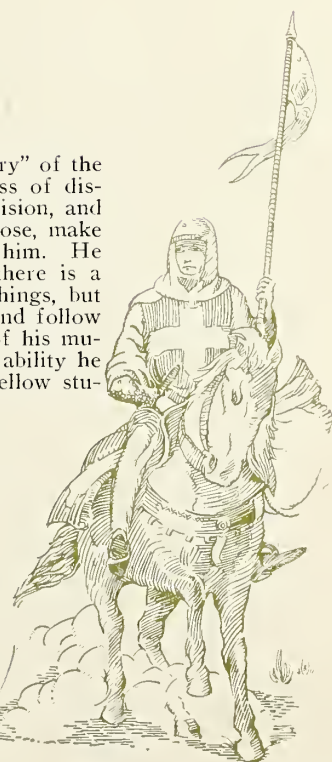 ry” of the
ss of dis-
ision, and
ose, make
him. He
here is a
hings, but
nd follow
f his mu-
ability he
ellow stu-